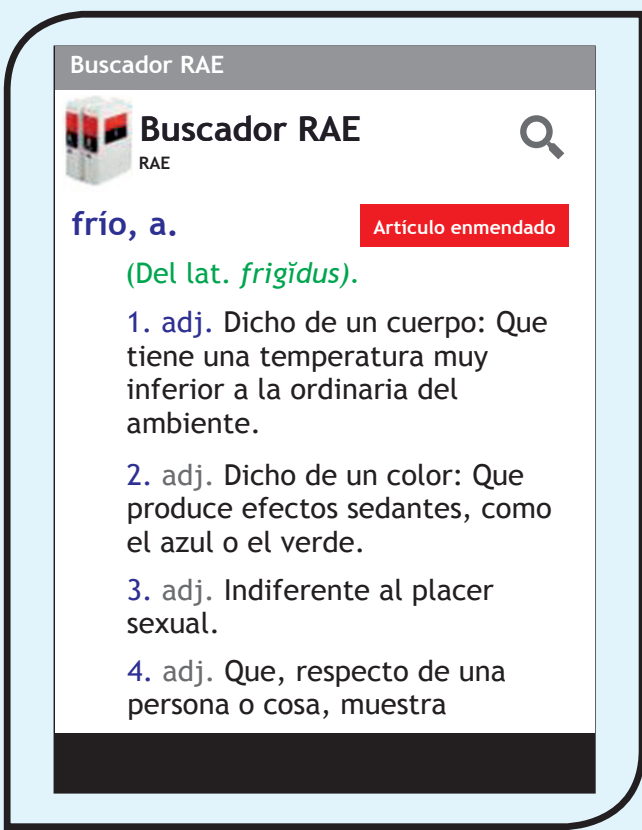 Buscador RAE
Buscador RAE
RAE
frío, a.
Artículo enmendado
(Del lat. frigĭdus).
1. adj. Dicho de un cuerpo: Que
tiene una temperatura muy
inferior a la ordinaria del
ambiente.
2. adj. Dicho de un color: Que
produce efectos sedantes, como
el azul o el verde.
3. adj. Indiferente al placer
sexual.
4. adj. Que, respecto de una
persona o cosa, muestra